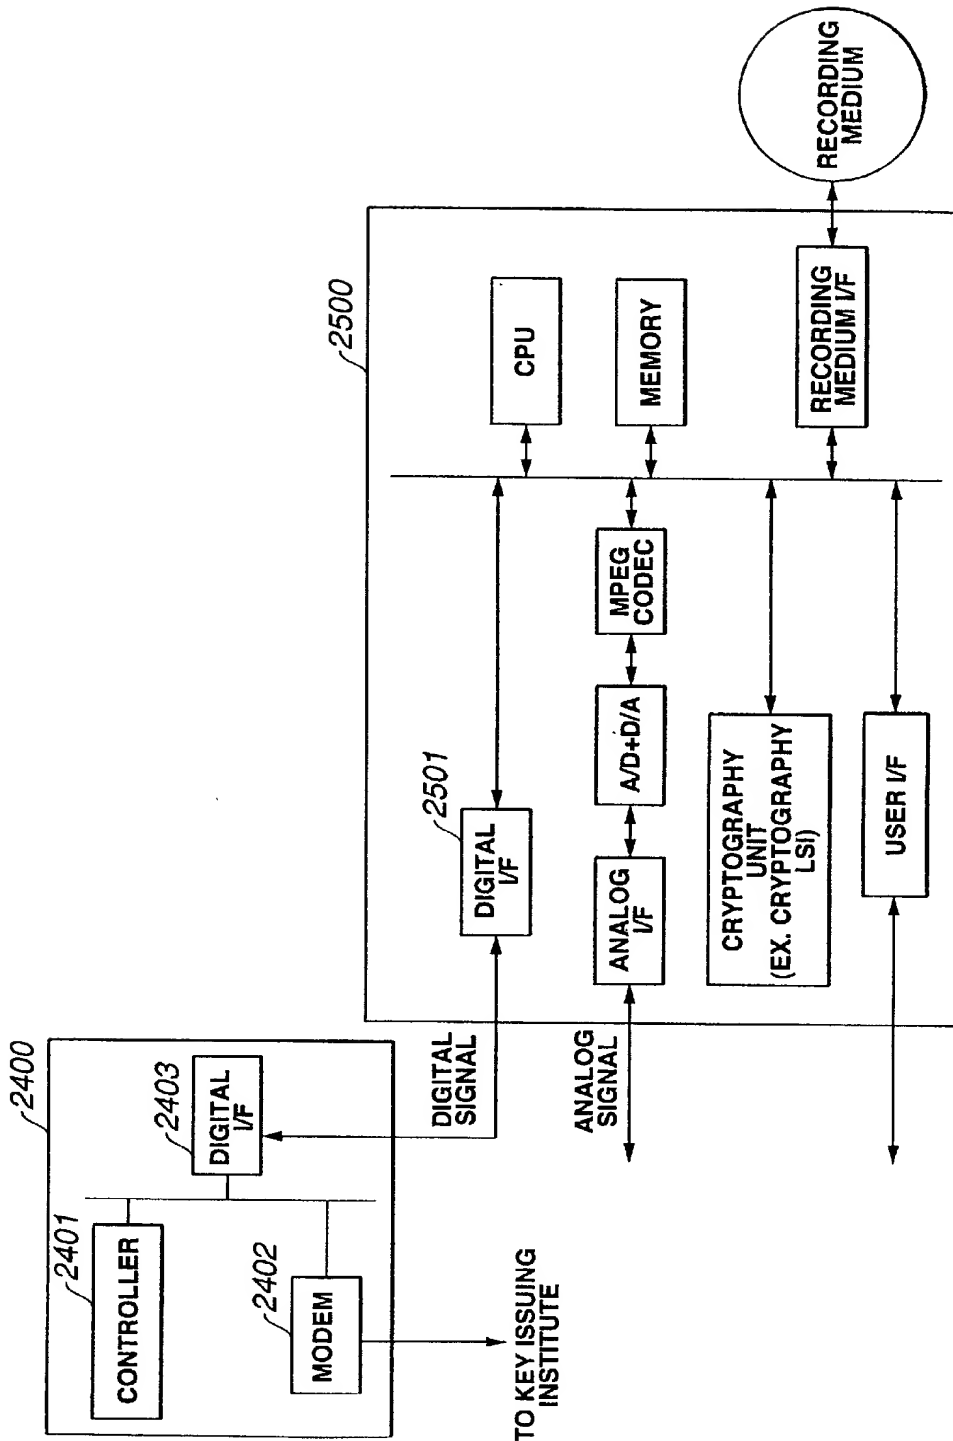 2400
2401
CONTROLLER
2403
DIGITAL
I/F
2402
MODEM
TO KEY ISSUING
INSTITUTE
DIGITAL
SIGNAL
ANALOG
SIGNAL
2500
2501
DIGITAL
I/F
CPU
ANALOG
I/F
A/D+D/A
MPEG
CODEC
MEMORY
CRYPTOGRAPHY
UNIT
(EX. CRYPTOGRAPHY
LSI)
USER I/F
RECORDING
MEDIUM I/F
RECORDING
MEDIUM